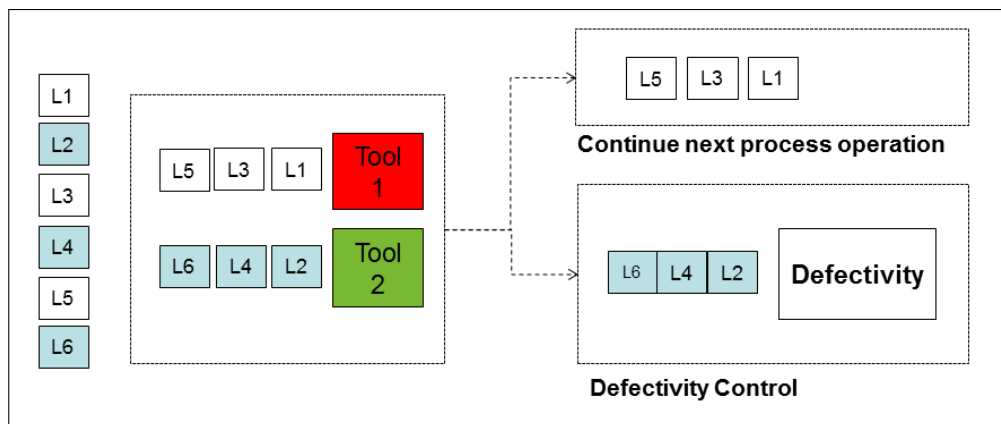 L1
L2
L3
L4
L5
L6
L5 L3 L1
Tool
1
L6 L4 L2
Tool
2
L5 L3 L1
Continue next process operation
L6 L4 L2
Defectivity
Defectivity Control